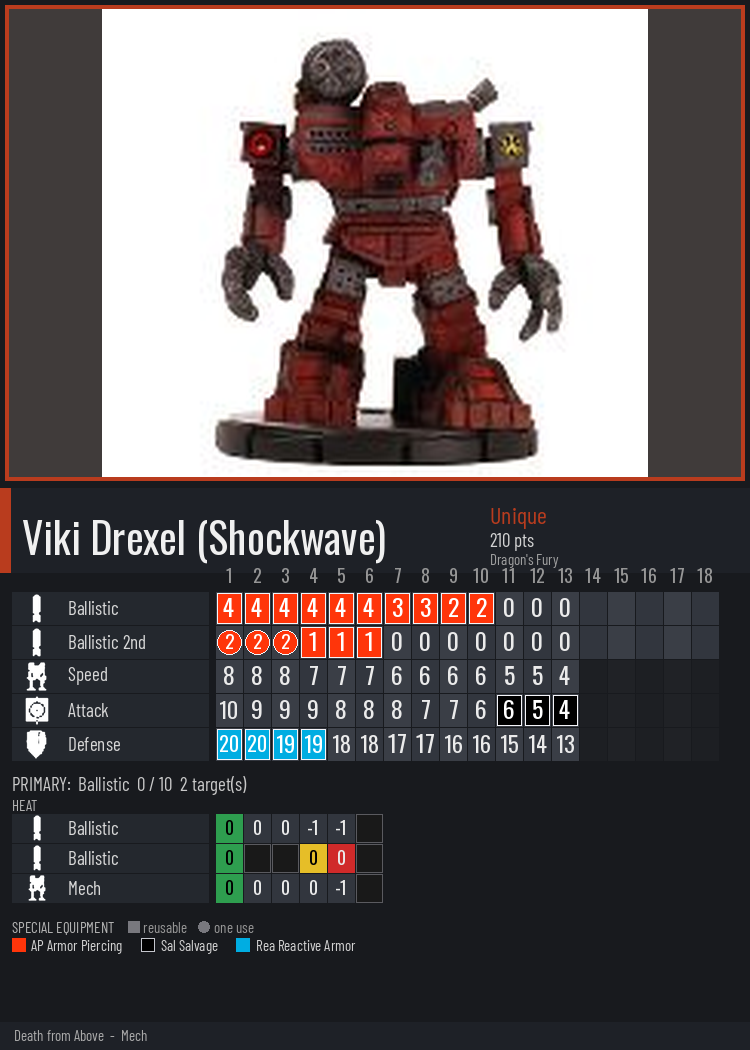 Viki Drexel (Shockwave)
Unique
210 pts
Dragon's Fury
1 2 3 4 5 6 7 8 9 10 11 12 13 14 15 16 17 18
Ballistic 4 4 4 4 4 4 3 3 2 2 0 0 0
Ballistic 2nd 2 2 2 1 1 1 0 0 0 0 0 0 0
Speed 8 8 8 7 7 7 6 6 6 6 5 5 4
Attack 10 9 9 9 8 8 8 7 7 6 6 5 4
Defense 20 20 19 19 18 18 17 17 16 16 15 14 13
PRIMARY: Ballistic 0 / 10 2 target(s)
HEAT
Ballistic 0 0 0 -1 -1
Ballistic 0 0 0
Mech 0 0 0 0 -1
SPECIAL EQUIPMENT reusable one use
AP Armor Piercing Sal Salvage Rea Reactive Armor
Death from Above - Mech